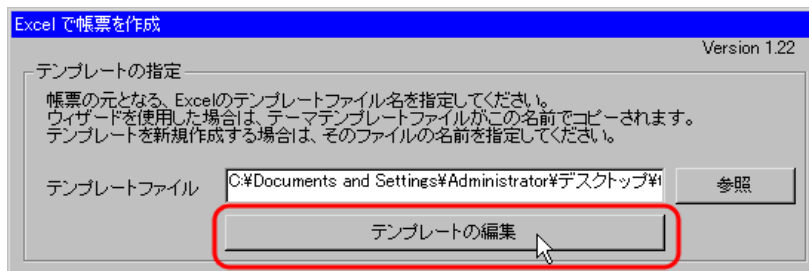 Excel で帳票を作成
Version 1.22
テンプレートの指定
帳票の元となる、Excelのテンプレートファイル名を指定してください。
ウィザードを使用した場合は、テーマテンプレートファイルがこの名前でコピーされます。
テンプレートを新規作成する場合は、そのファイルの名前を指定してください。
テンプレートファイル
C:¥Documents and Settings¥Administrator¥デスクトップ¥
参照
テンプレートの編集